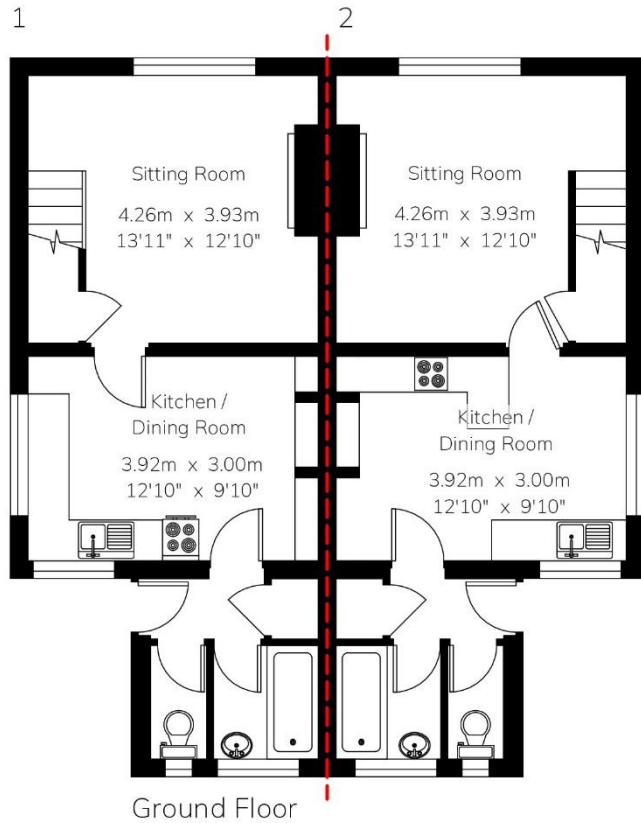 1
2
Sitting Room
4.26m x 3.93m
13'11" x 12'10"
Sitting Room
4.26m x 3.93m
13'11" x 12'10"
Kitchen /
Dining Room
3.92m x 3.00m
12'10" x 9'10"
Kitchen /
Dining Room
3.92m x 3.00m
12'10" x 9'10"
Ground Floor